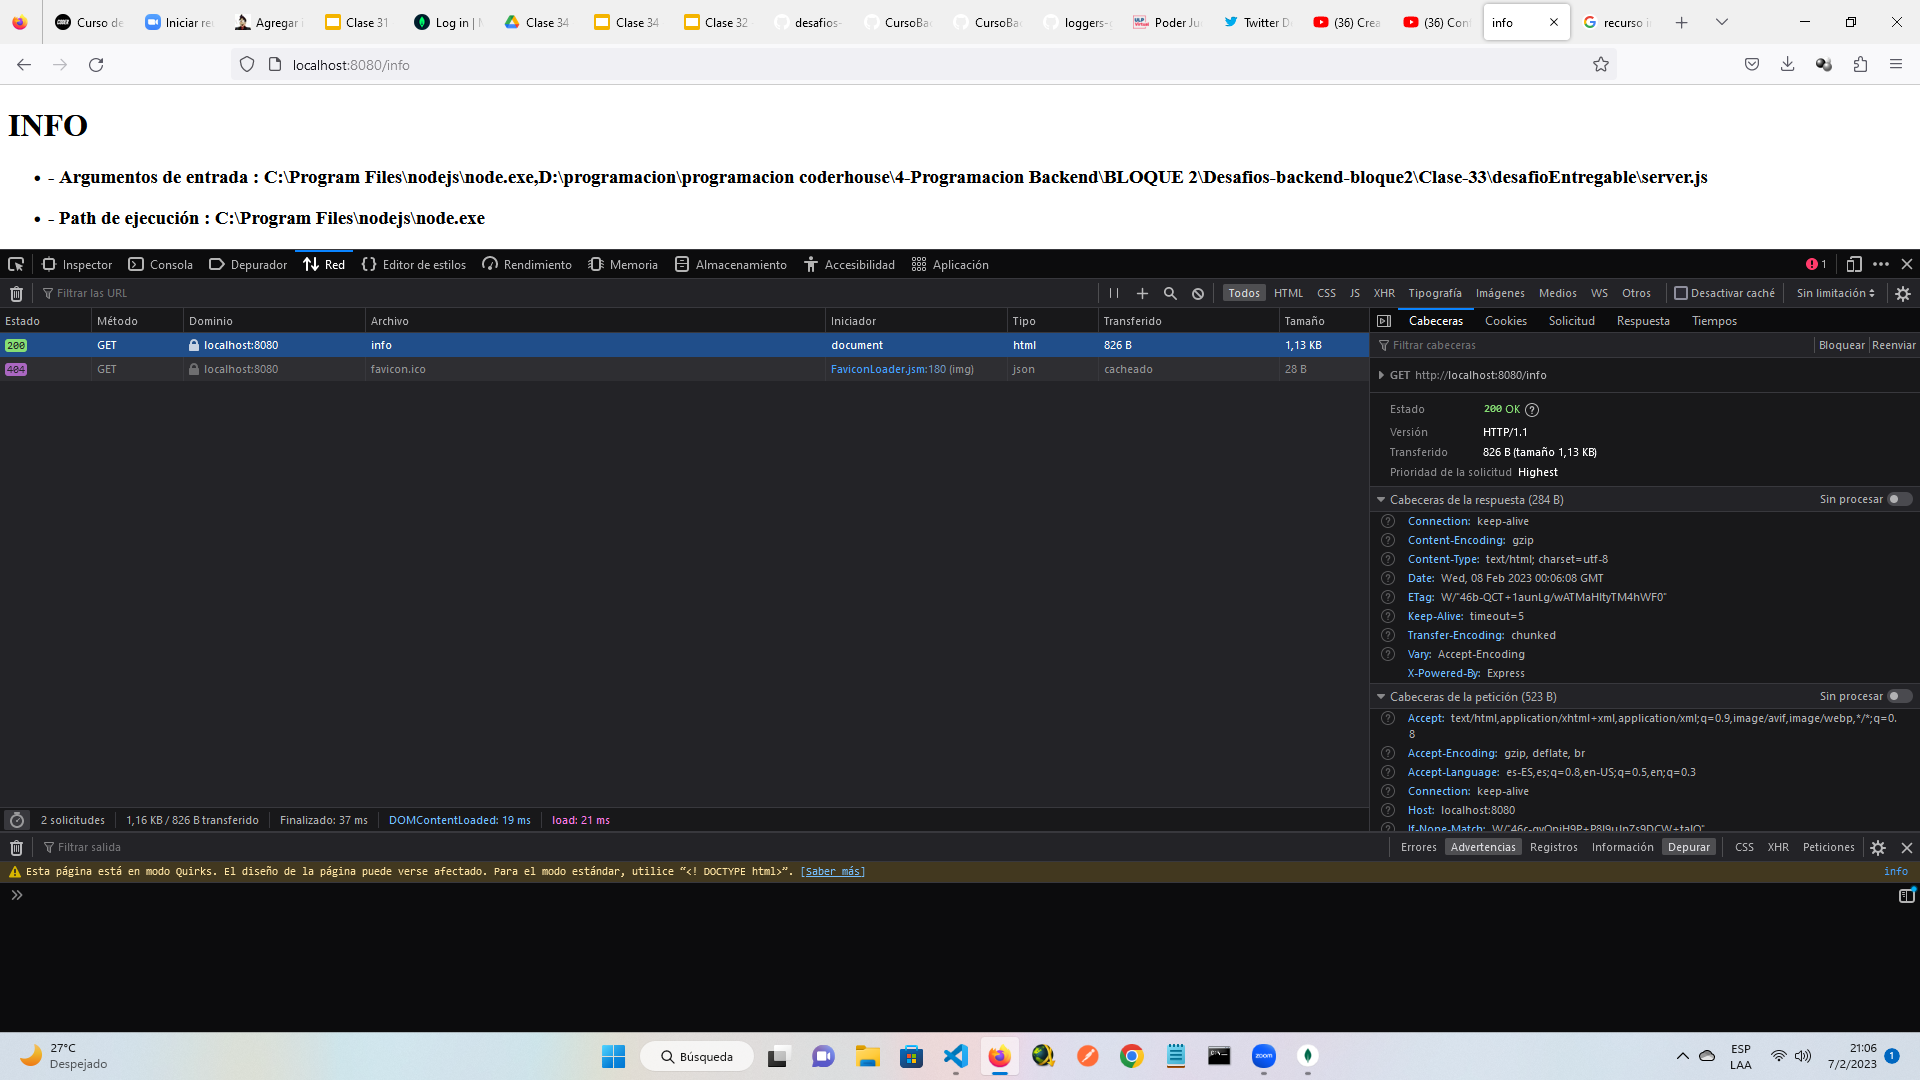 Curso de
Iniciar re
Agregar i
Clase 31
Log in | M
Clase 34
Clase 34
Clase 32 -
desafios-
CursoBac
CursoBac
loggers-g
Poder Ju
Twitter D
(36) Crea
(36) Conf
info
recurso i
localhost:8080/info
INFO
- Argumentos de entrada : C:\Program Files\nodejs\node.exe,D:\programacion\programacion coderhouse\4-Programacion Backend\BLOQUE 2\Desafios-backend-bloque2\Clase-33\desafioEntregable\server.js
- Path de ejecución : C:\Program Files\nodejs\node.exe
Inspector Consola Depurador Red Editor de estilos Rendimiento Memoria Almacenamiento Accesibilidad Aplicación 1
Filtrar las URL Todos HTML CSS JS XHR Tipografía Imágenes Medios WS Otros Desactivar caché Sin limitación
Estado Método Dominio Archivo Iniciador Tipo Transferido Tamaño
200 GET localhost:8080 info document html 826 B 1,13 KB
404 GET localhost:8080 favicon.ico FaviconLoader.jsm:180 (img) json cacheado 28 B
2 solicitudes 1,16 KB / 826 B transferido Finalizado: 37 ms DOMContentLoaded: 19 ms load: 21 ms
Cabeceras Cookies Solicitud Respuesta Tiempos
Filtrar cabeceras Bloquear Reenviar
GET http://localhost:8080/info
Estado 200 OK
Versión HTTP/1.1
Transferido 826 B (tamaño 1,13 KB)
Prioridad de la solicitud Highest
Cabeceras de la respuesta (284 B) Sin procesar
Connection: keep-alive
Content-Encoding: gzip
Content-Type: text/html; charset=utf-8
Date: Wed, 08 Feb 2023 00:06:08 GMT
ETag: W/"46b-QCT+1aunLg/wATMaHItyTM4hWF0"
Keep-Alive: timeout=5
Transfer-Encoding: chunked
Vary: Accept-Encoding
X-Powered-By: Express
Cabeceras de la petición (523 B) Sin procesar
Accept: text/html,application/xhtml+xml,application/xml;q=0.9,image/avif,image/webp,*/*;q=0.
8
Accept-Encoding: gzip, deflate, br
Accept-Language: es-ES,es;q=0.8,en-US;q=0.5,en;q=0.3
Connection: keep-alive
Host: localhost:8080
If-None-Match:
Filtrar salida Errores Advertencias Registros Información Depurar CSS XHR Peticiones
Esta página está en modo Quirks. El diseño de la página puede verse afectado. Para el modo estándar, utilice “<! DOCTYPE html>”. [Saber más] info
27°C
Despejado
Búsqueda
zoom
ESP
LAA
21:06
7/2/2023
1